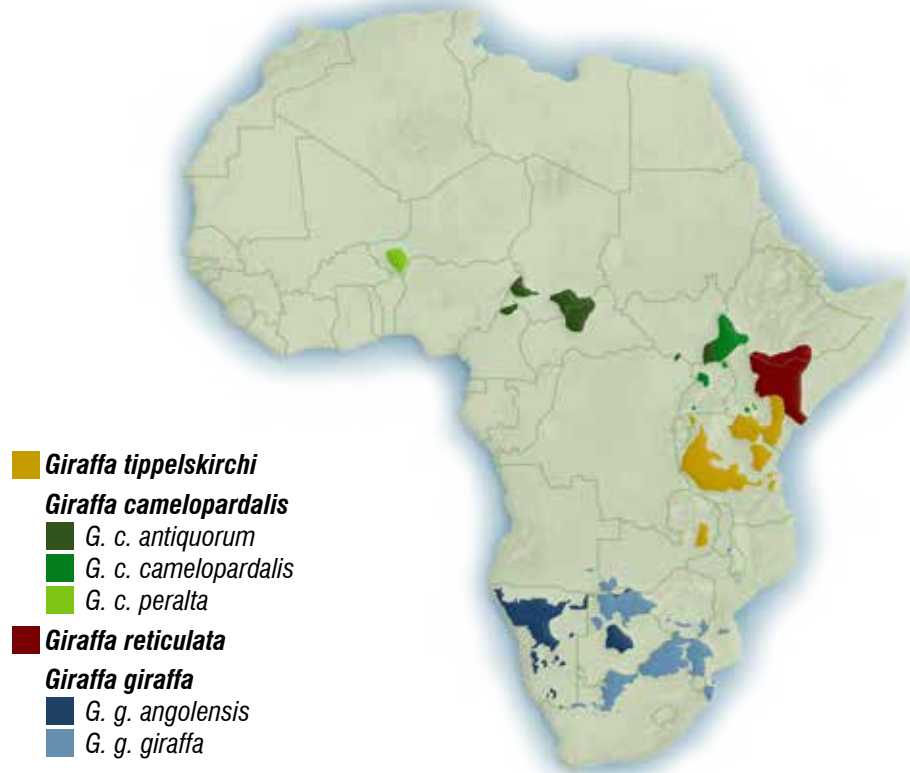 Giraffa tippelskirchi
Giraffa camelopardalis
G. c. antiquorum
G. c. camelopardalis
G. c. peralta
Giraffa reticulata
Giraffa giraffa
G. g. angolensis
G. g. giraffa